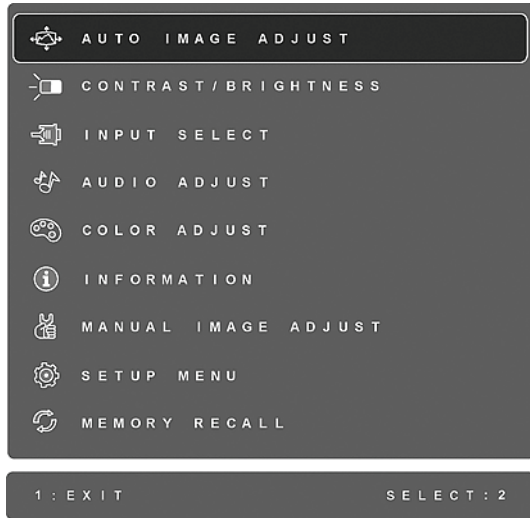 AUTO IMAGE ADJUST
CONTRAST/BRIGHTNESS
INPUT SELECT
AUDIO ADJUST
COLOR ADJUST
INFORMATION
MANUAL IMAGE ADJUST
SETUP MENU
MEMORY RECALL
1:EXIT SELECT:2